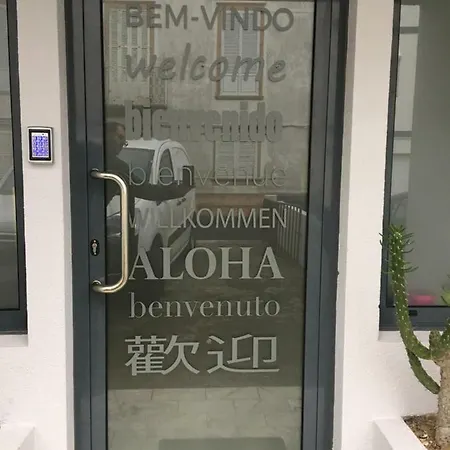 BEM-VINDO
welcome
bienvenido
bienvenue
WILLKOMMEN
ALOHA
benvenuto
歡迎